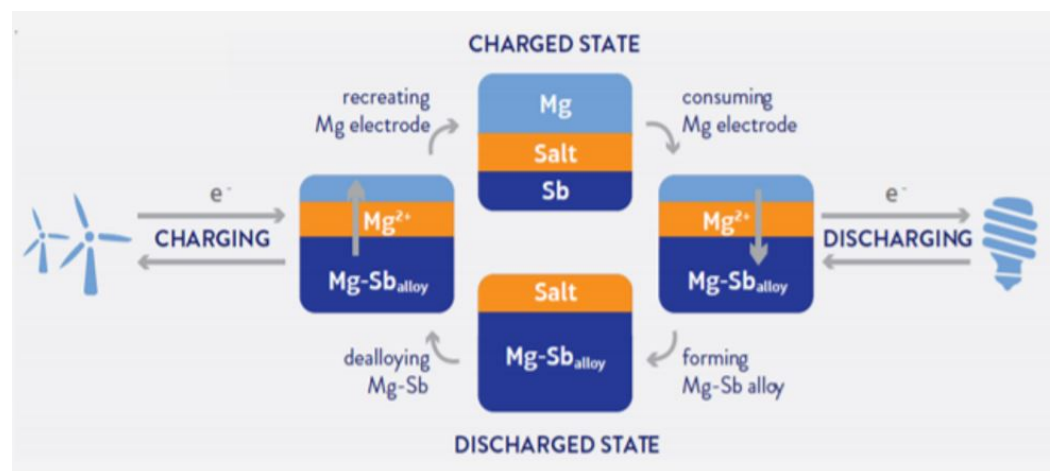 CHARGED STATE
recreating
Mg electrode
Mg
Salt
Sb
consuming
Mg electrode
e⁻
CHARGING
Mg²⁺
Mg-Sballoy
Mg²⁺
Mg-Sballoy
e⁻
DISCHARGING
dealloying
Mg-Sb
Salt
Mg-Sballoy
forming
Mg-Sb alloy
DISCHARGED STATE